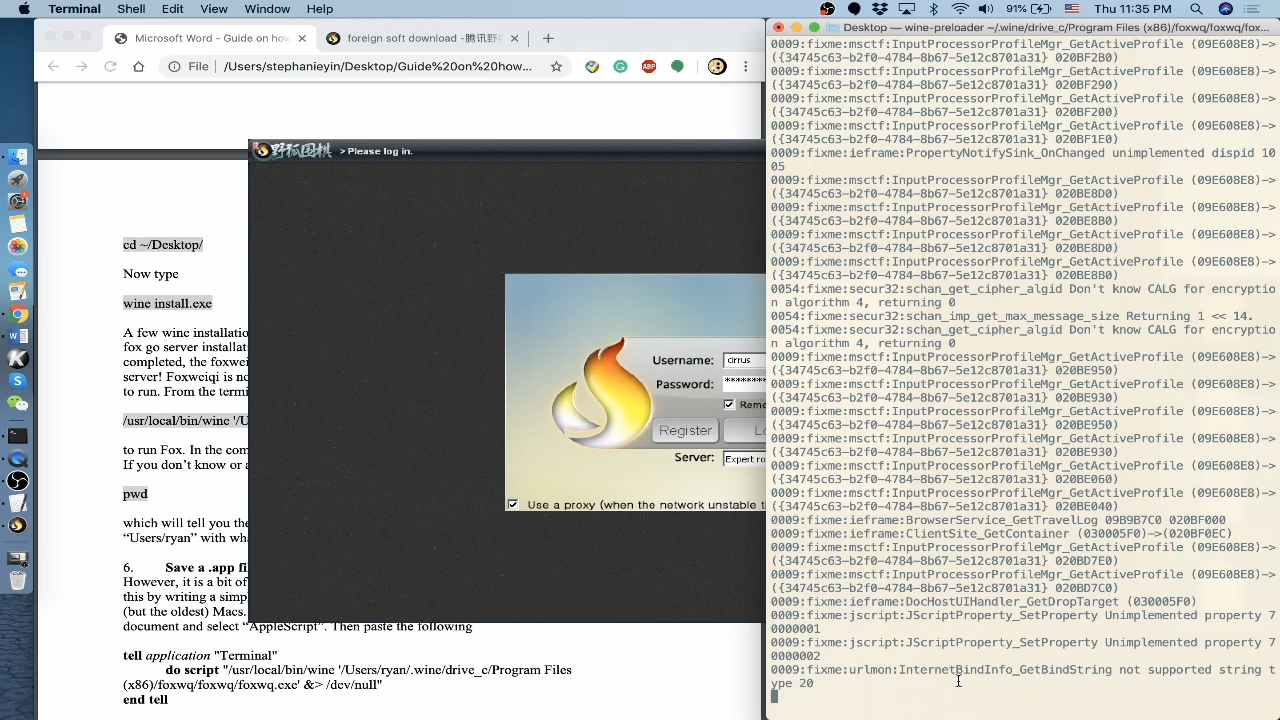 Terminal Shell Edit View Window Help
91% Thu 11:35 PM
Microsoft Word - Guide on how
foreign soft download -腾讯野
File /Users/stephanieyin/Desktop/Guide%20on%20how...
ABP
Desktop — wine-preloader ~/.wine/drive_c/Program Files (x86)/foxwq/foxwq/fox...
野狐围棋 > Please log in.
cd ~/Desktop/
Now type
wine install.exe
A few wine installatio
fox go server installat
completed, the foxwei
server! Foxweiqi is no
to run. From the termi
/usr/local/bin/wine '/U
to run Fox. In the com
If you don't know or a
pwd
which will tell you the
"Users/ryan" with wha
6. Save a .app fi
However, it is a bit of
this by writing a simpl
(but the oldest) Macs.
document and select "AppleScript". Then paste the following
tell application "Terminal"
do script "/usr/local/bin/wine '/Users/ryan/.wine/drive_c/Program Files
(x86)/foxwq/foxwq/foxwq.exe' &> /dev/null"
end tell
Username: cirrus
Password: ********
Reme
Register Lo
Server: Expert ro
Use a proxy (when the network unstable t
0009:fixme:msctf:InputProcessorProfileMgr_GetActiveProfile (09E608E8)->
({34745c63-b2f0-4784-8b67-5e12c8701a31} 020BF2B0)
0009:fixme:msctf:InputProcessorProfileMgr_GetActiveProfile (09E608E8)->
({34745c63-b2f0-4784-8b67-5e12c8701a31} 020BF290)
0009:fixme:msctf:InputProcessorProfileMgr_GetActiveProfile (09E608E8)->
({34745c63-b2f0-4784-8b67-5e12c8701a31} 020BF200)
0009:fixme:msctf:InputProcessorProfileMgr_GetActiveProfile (09E608E8)->
({34745c63-b2f0-4784-8b67-5e12c8701a31} 020BF1E0)
0009:fixme:ieframe:PropertyNotifySink_OnChanged unimplemented dispid 10
05
0009:fixme:msctf:InputProcessorProfileMgr_GetActiveProfile (09E608E8)->
({34745c63-b2f0-4784-8b67-5e12c8701a31} 020BE8D0)
0009:fixme:msctf:InputProcessorProfileMgr_GetActiveProfile (09E608E8)->
({34745c63-b2f0-4784-8b67-5e12c8701a31} 020BE8B0)
0009:fixme:msctf:InputProcessorProfileMgr_GetActiveProfile (09E608E8)->
({34745c63-b2f0-4784-8b67-5e12c8701a31} 020BE8D0)
0009:fixme:msctf:InputProcessorProfileMgr_GetActiveProfile (09E608E8)->
({34745c63-b2f0-4784-8b67-5e12c8701a31} 020BE8B0)
0054:fixme:secur32:schan_get_cipher_algid Don't know CALG for encryptio
n algorithm 4, returning 0
0054:fixme:secur32:schan_imp_get_max_message_size Returning 1 << 14.
0054:fixme:secur32:schan_get_cipher_algid Don't know CALG for encryptio
n algorithm 4, returning 0
0009:fixme:msctf:InputProcessorProfileMgr_GetActiveProfile (09E608E8)->
({34745c63-b2f0-4784-8b67-5e12c8701a31} 020BE950)
0009:fixme:msctf:InputProcessorProfileMgr_GetActiveProfile (09E608E8)->
({34745c63-b2f0-4784-8b67-5e12c8701a31} 020BE930)
0009:fixme:msctf:InputProcessorProfileMgr_GetActiveProfile (09E608E8)->
({34745c63-b2f0-4784-8b67-5e12c8701a31} 020BE950)
0009:fixme:msctf:InputProcessorProfileMgr_GetActiveProfile (09E608E8)->
({34745c63-b2f0-4784-8b67-5e12c8701a31} 020BE930)
0009:fixme:msctf:InputProcessorProfileMgr_GetActiveProfile (09E608E8)->
({34745c63-b2f0-4784-8b67-5e12c8701a31} 020BE060)
0009:fixme:msctf:InputProcessorProfileMgr_GetActiveProfile (09E608E8)->
({34745c63-b2f0-4784-8b67-5e12c8701a31} 020BE040)
0009:fixme:ieframe:BrowserService_GetTravelLog 09B9B7C0 020BF000
0009:fixme:ieframe:ClientSite_GetContainer (030005F0)->(020BF0EC)
0009:fixme:msctf:InputProcessorProfileMgr_GetActiveProfile (09E608E8)->
({34745c63-b2f0-4784-8b67-5e12c8701a31} 020BD7E0)
0009:fixme:msctf:InputProcessorProfileMgr_GetActiveProfile (09E608E8)->
({34745c63-b2f0-4784-8b67-5e12c8701a31} 020BD7C0)
0009:fixme:ieframe:DocHostUIHandler_GetDropTarget (030005F0)
0009:fixme:jscript:JScriptProperty_SetProperty Unimplemented property 7
0000001
0009:fixme:jscript:JScriptProperty_SetProperty Unimplemented property 7
0000002
0009:fixme:urlmon:InternetBindInfo_GetBindString not supported string t
ype 20